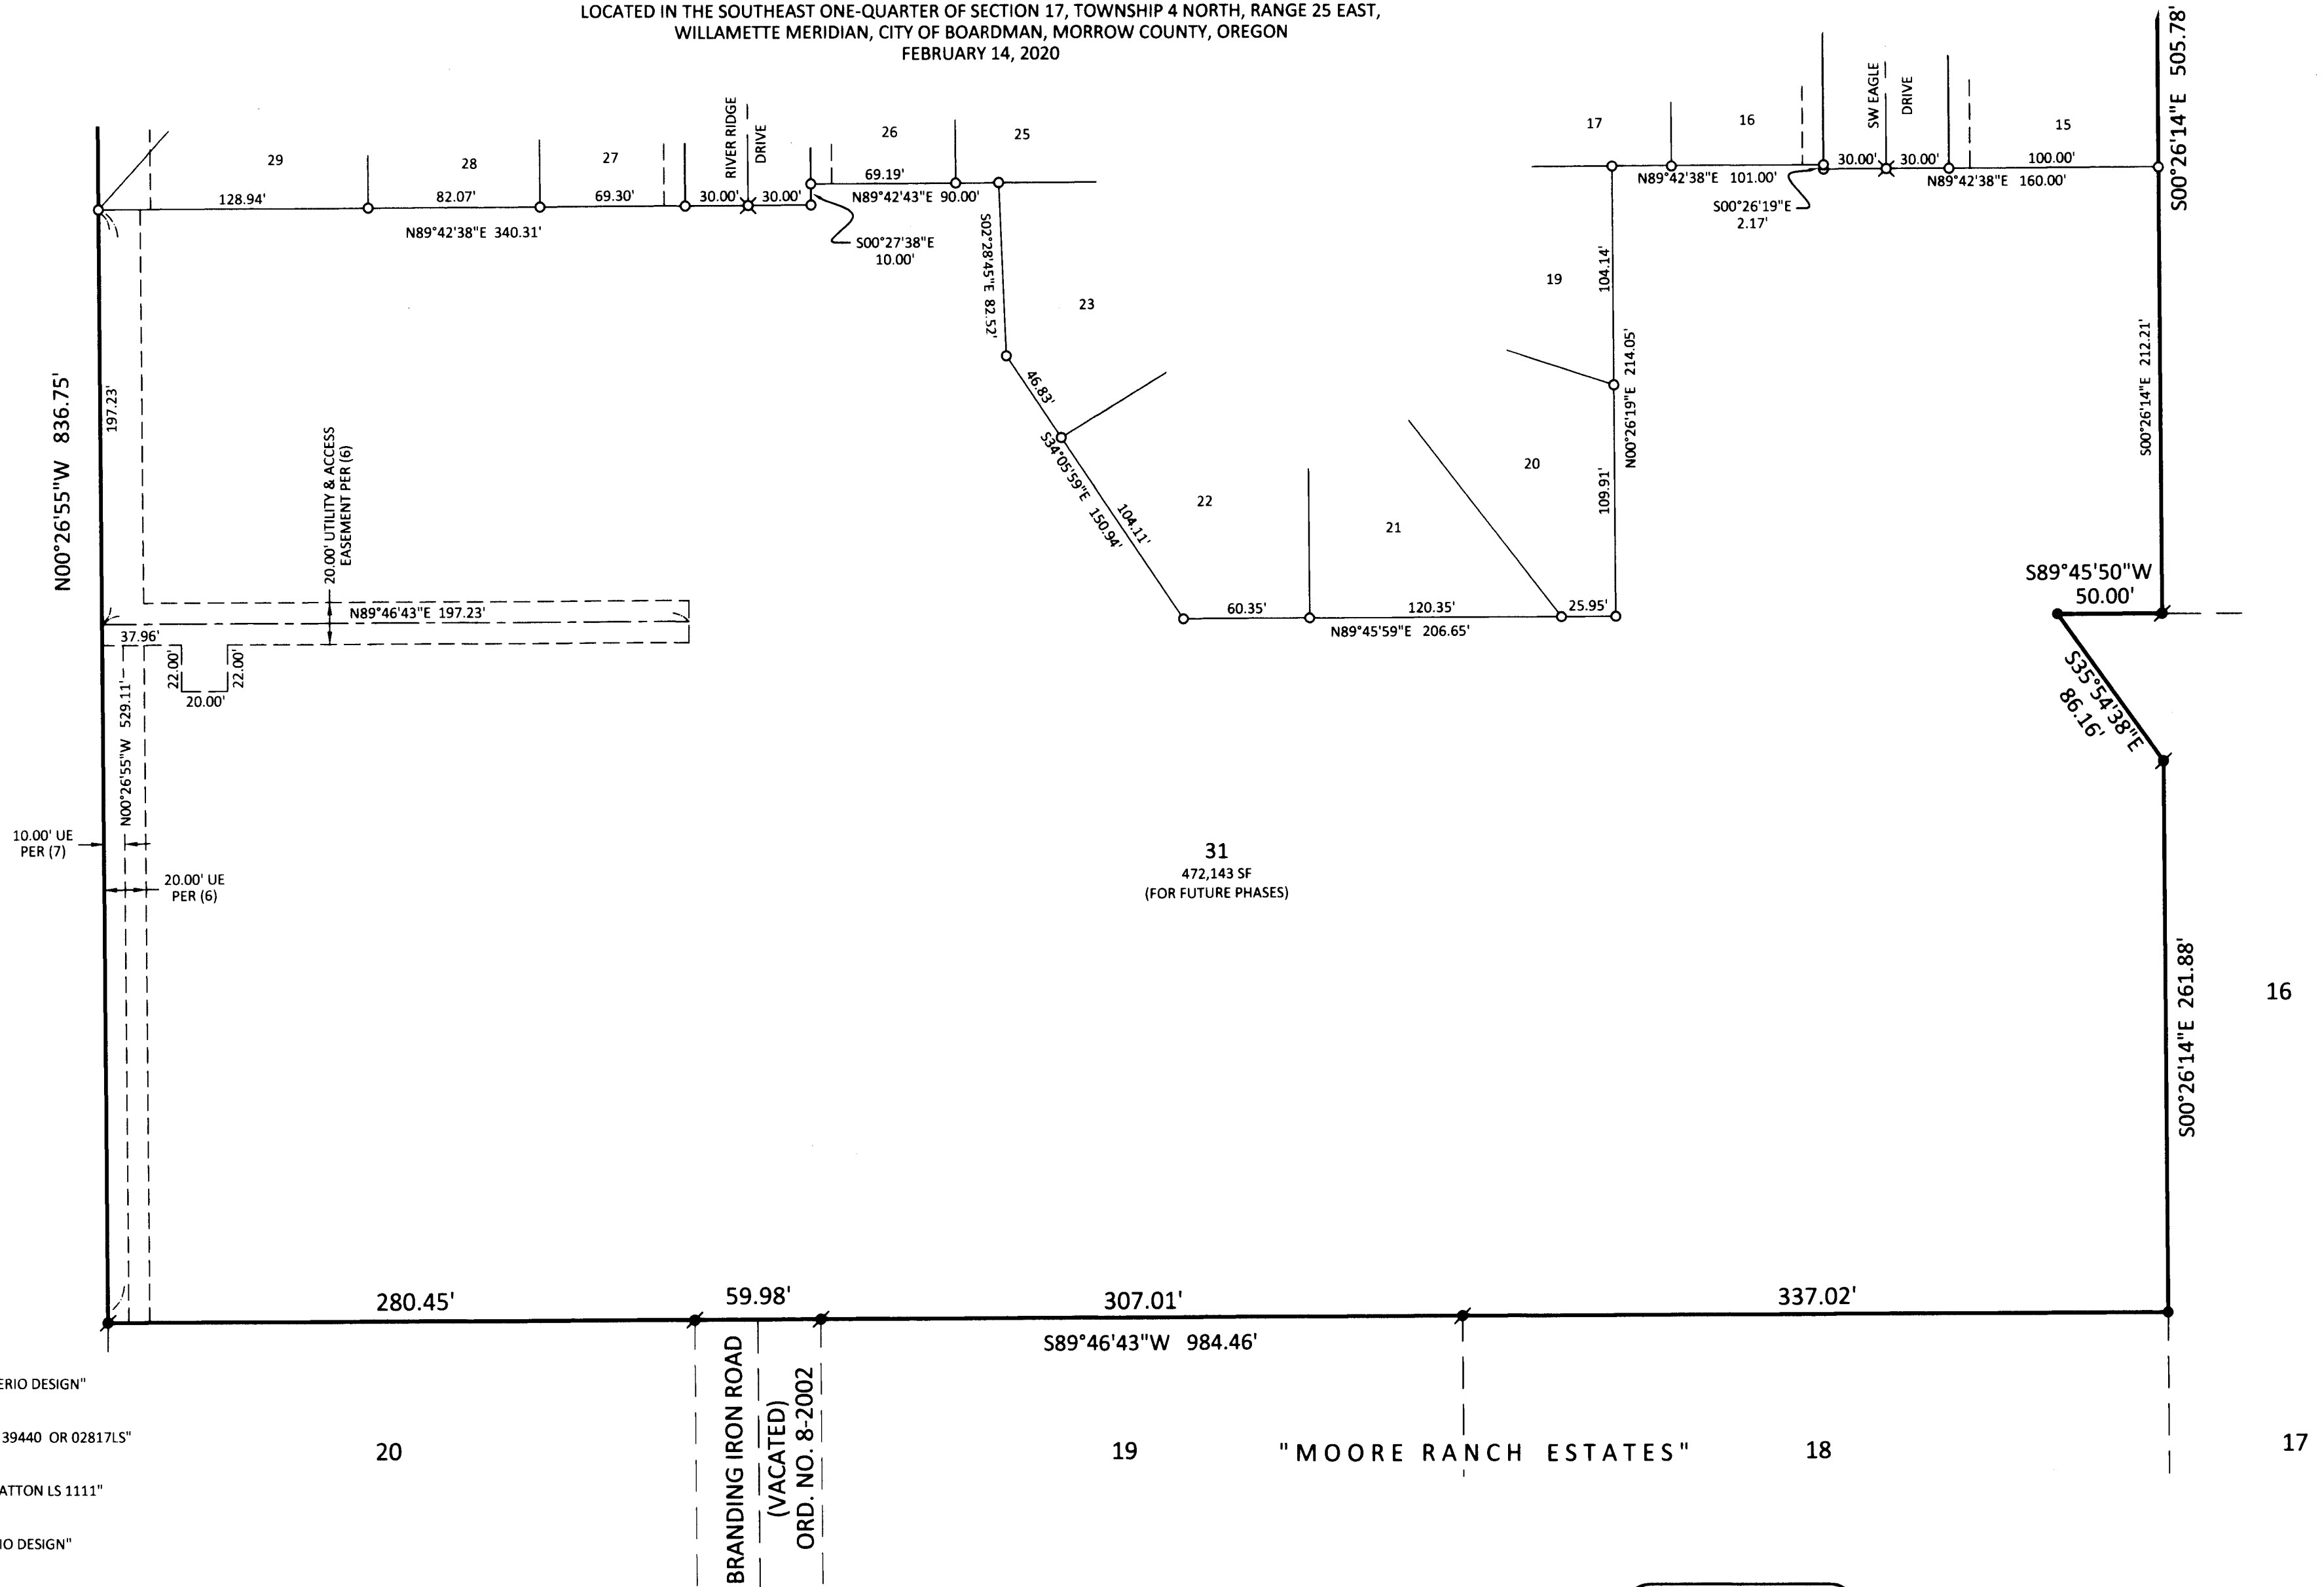 LOCATED IN THE SOUTHEAST ONE-QUARTER OF SECTION 17, TOWNSHIP 4 NORTH, RANGE 25 EAST,
WILLAMETTE MERIDIAN, CITY OF BOARDMAN, MORROW COUNTY, OREGON
FEBRUARY 14, 2020
S00°26'14"E 505.78'
29
28
27
RIVER RIDGE
DRIVE
26
25
17
16
SW EAGLE
DRIVE
15
128.94'
82.07'
69.30'
30.00'
30.00'
69.19'
N89°42'43"E 90.00'
N89°42'38"E 340.31'
S00°27'38"E
10.00'
30.00'
30.00'
100.00'
N89°42'38"E 101.00'
N89°42'38"E 160.00'
S00°26'19"E
2.17'
S02°28'45"E 82.52'
23
19
104.14'
N00°26'19"E 214.05'
S00°26'14"E 212.21'
N00°26'55"W 836.75'
197.23'
46.83'
S34°05'59"E 150.94'
104.11'
22
21
20
109.91'
20.00' UTILITY & ACCESS
EASEMENT PER (6)
N89°46'43"E 197.23'
60.35'
120.35'
25.95'
N89°45'59"E 206.65'
S89°45'50"W
50.00'
37.96'
22.00'
22.00'
20.00'
S35°54'38"E
86.16'
N00°26'55"W 529.11'
10.00' UE
PER (7)
20.00' UE
PER (6)
31
472,143 SF
(FOR FUTURE PHASES)
S00°26'14"E 261.88'
16
280.45'
59.98'
307.01'
337.02'
S89°46'43"W 984.46'
ERIO DESIGN"
39440 OR 02817LS"
ATTON LS 1111"
IO DESIGN"
20
BRANDING IRON ROAD
(VACATED)
ORD. NO. 8-2002
19
"MOORE RANCH ESTATES"
18
17